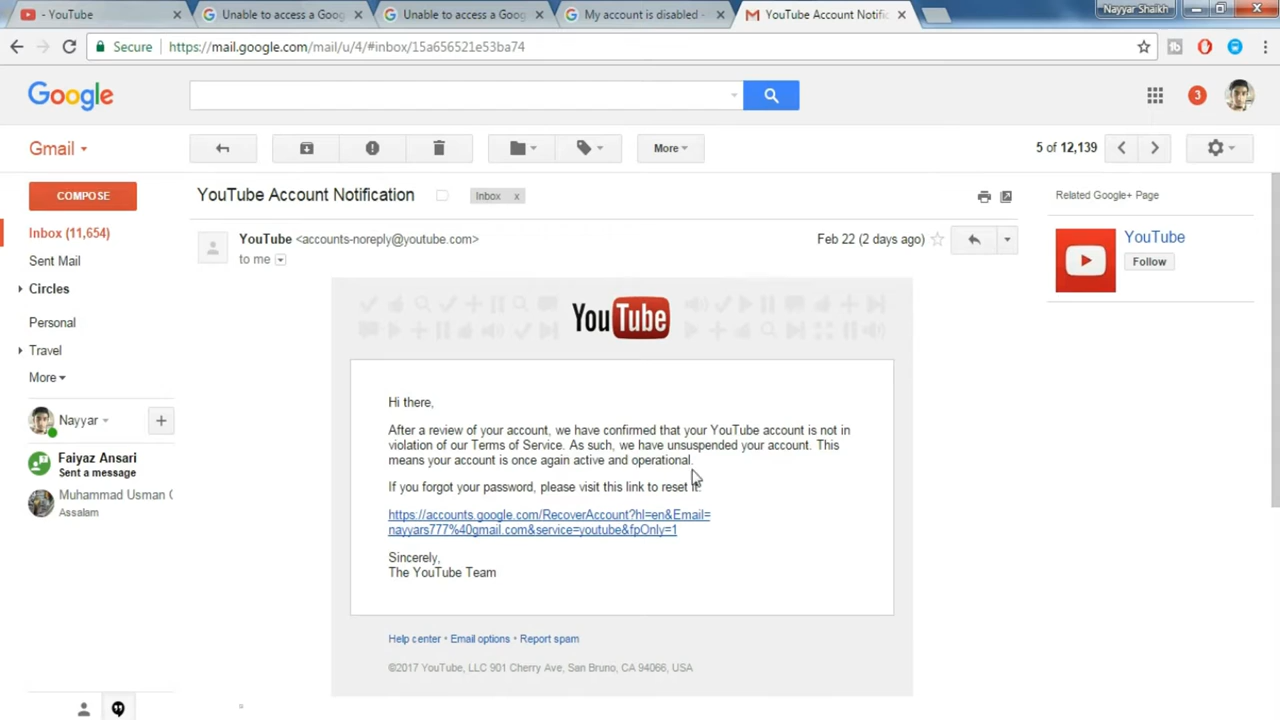 - YouTube
Unable to access a Goog
Unable to access a Goog
My account is disabled -
YouTube Account Notific
Nayyar Shaikh
Secure
https://mail.google.com/mail/u/4/#inbox/15a656521e53ba74
Google
3
Gmail
More
5 of 12,139
COMPOSE
YouTube Account Notification
Inbox x
Related Google+ Page
Inbox (11,654)
YouTube <accounts-noreply@youtube.com>
Feb 22 (2 days ago)
to me
YouTube
Follow
Sent Mail
Circles
Personal
Travel
More
Nayyar
Faiyaz Ansari
Sent a message
Muhammad Usman
Assalam
YouTube
Hi there,
After a review of your account, we have confirmed that your YouTube account is not in
violation of our Terms of Service. As such, we have unsuspended your account. This
means your account is once again active and operational.
If you forgot your password, please visit this link to reset it:
https://accounts.google.com/RecoverAccount?hl=en&Email=
nayyars777%40gmail.com&service=youtube&fpOnly=1
Sincerely,
The YouTube Team
Help center • Email options • Report spam
©2017 YouTube, LLC 901 Cherry Ave, San Bruno, CA 94066, USA